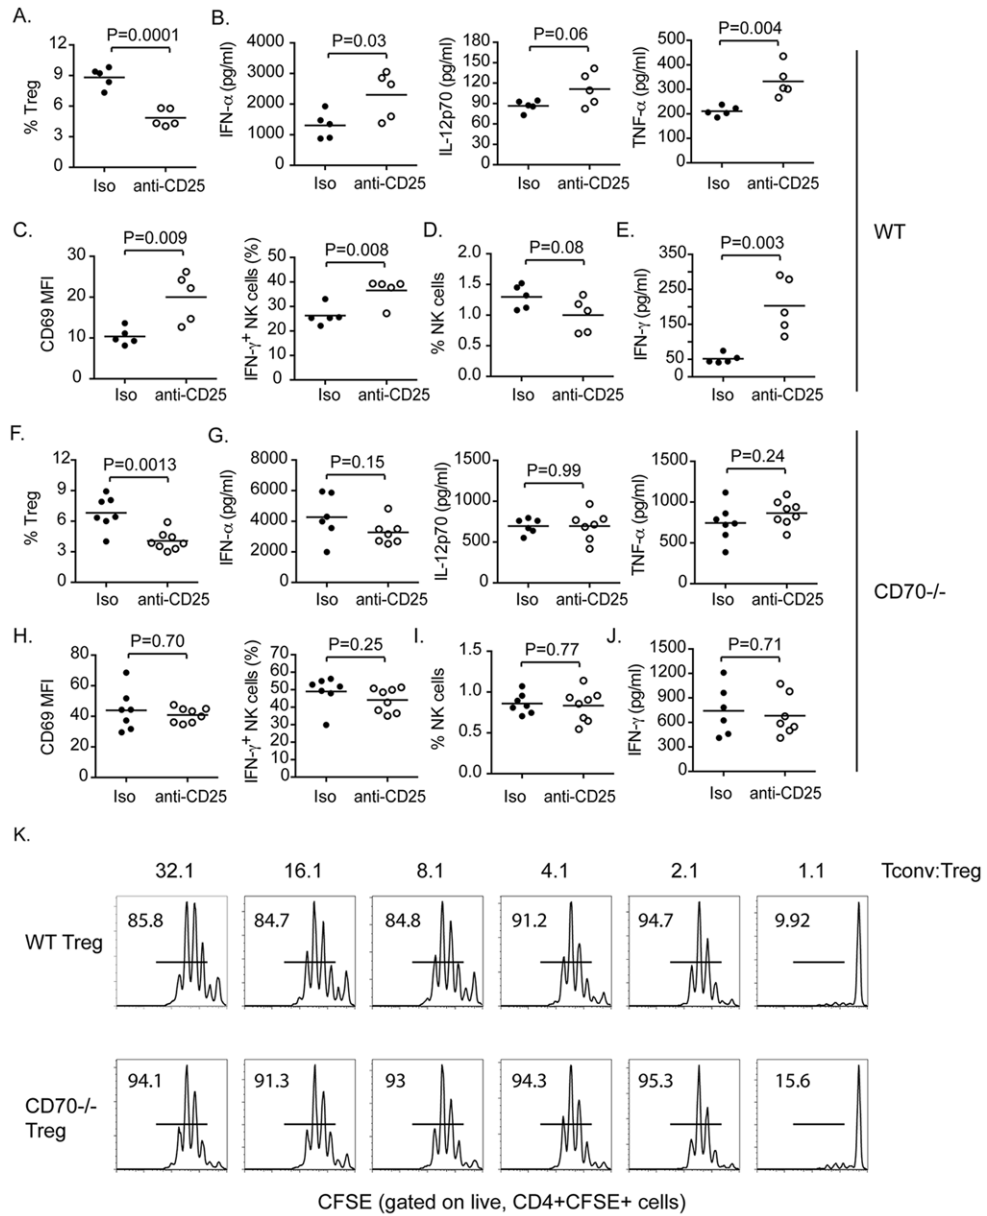 A.
P=0.0001
% Treg
12
9
6
3
0
Iso anti-CD25
B.
P=0.03
IFN-α (pg/ml)
4000
3000
2000
1000
0
Iso anti-CD25
P=0.06
IL-12p70 (pg/ml)
180
150
120
90
60
30
0
Iso anti-CD25
P=0.004
TNF-α (pg/ml)
500
400
300
200
100
0
Iso anti-CD25
WT
C.
P=0.009
CD69 MFI
30
20
10
0
Iso anti-CD25
P=0.008
IFN-γ+ NK cells (%)
50
40
30
20
10
0
Iso anti-CD25
D.
P=0.08
% NK cells
2.0
1.5
1.0
0.5
0.0
Iso anti-CD25
E.
P=0.003
IFN-γ (pg/ml)
350
250
150
50
0
Iso anti-CD25
F.
P=0.0013
% Treg
12
9
6
3
0
Iso anti-CD25
G.
P=0.15
IFN-α (pg/ml)
8000
6000
4000
2000
0
Iso anti-CD25
P=0.99
IL-12p70 (pg/ml)
1500
1000
500
0
Iso anti-CD25
P=0.24
TNF-α (pg/ml)
1500
1000
500
0
Iso anti-CD25
CD70-/-
H.
P=0.70
CD69 MFI
80
60
40
20
0
Iso anti-CD25
P=0.25
IFN-γ+ NK cells (%)
70
60
50
40
30
20
10
0
Iso anti-CD25
I.
P=0.77
% NK cells
1.5
1.0
0.5
0.0
Iso anti-CD25
J.
P=0.71
IFN-γ (pg/ml)
1500
1200
900
600
300
0
Iso anti-CD25
K.
32.1 16.1 8.1 4.1 2.1 1.1 Tconv:Treg
WT Treg
85.8 84.7 84.8 91.2 94.7 9.92
CD70-/-
Treg
94.1 91.3 93 94.3 95.3 15.6
CFSE (gated on live, CD4+CFSE+ cells)